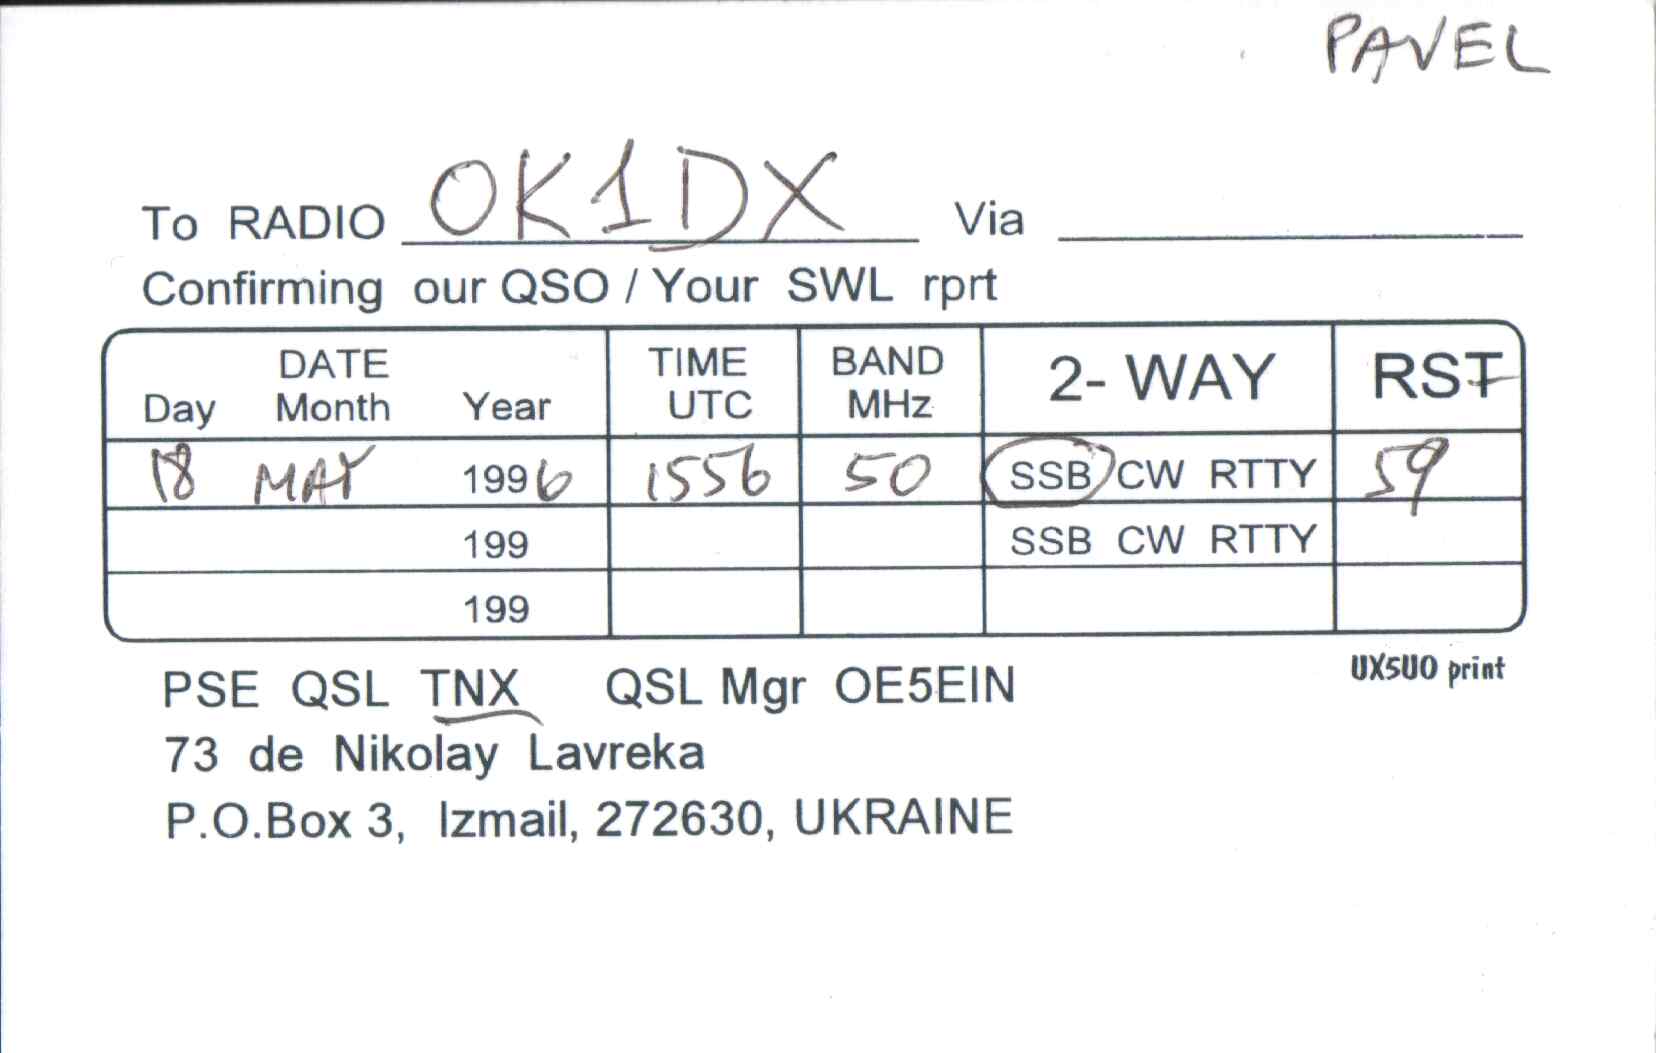 PAVEL
To RADIO OK1DX Via
Confirming our QSO / Your SWL rprt
DATE TIME BAND 2- WAY RST
Day Month Year UTC MHz
18 MAY 1996 1556 50 SSB CW RTTY 59
199 SSB CW RTTY
199
UX5UO print
PSE QSL TNX QSL Mgr OE5EIN
73 de Nikolay Lavreka
P.O.Box 3, Izmail, 272630, UKRAINE